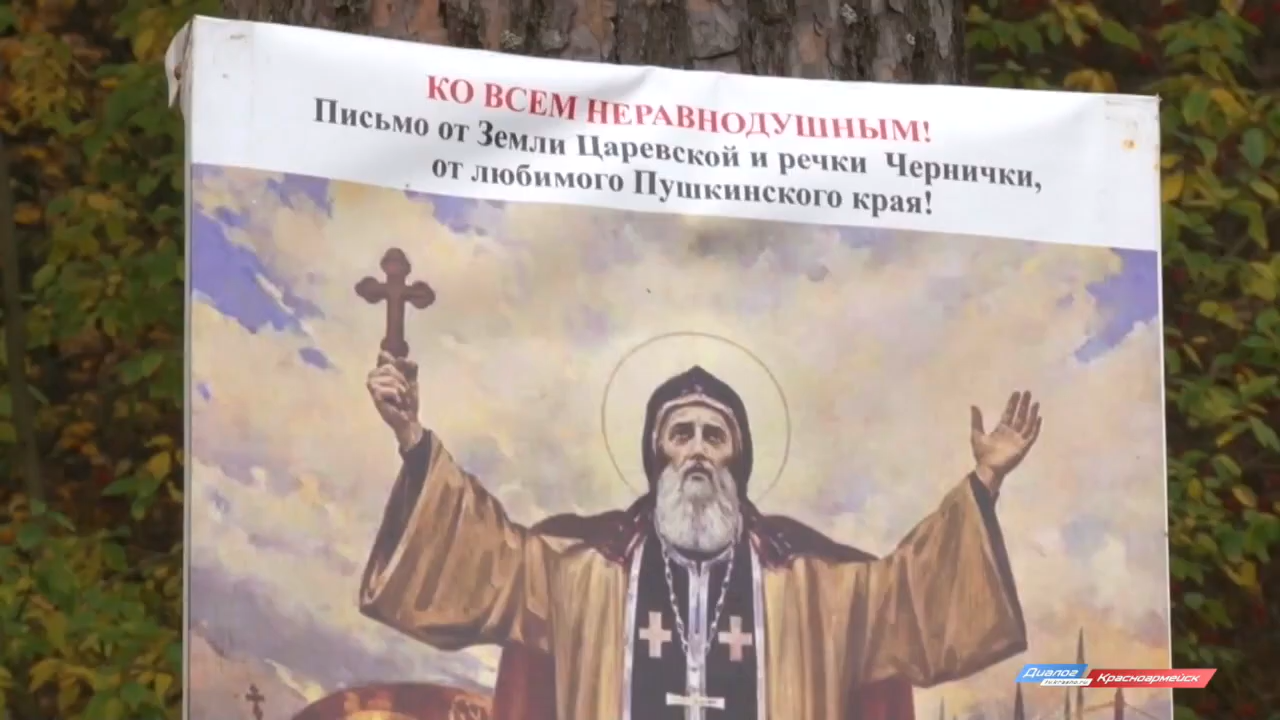 КО ВСЕМ НЕРАВНОДУШНЫМ!
Письмо от Земли Царевской и речки Чернички,
от любимого Пушкинского края!
Диалог
Красноармейск